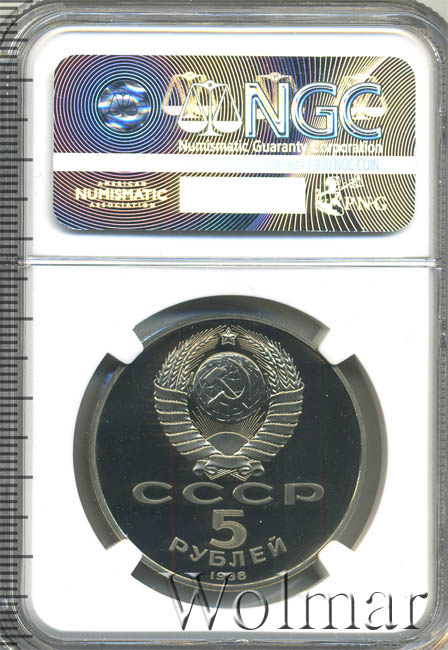 NGC
Numismatic Guaranty Corporation
AMERICAN
NUMISMATIC
ASSOCIATION
PNG
СССР
5
РУБЛЕЙ
1988
Wolmar